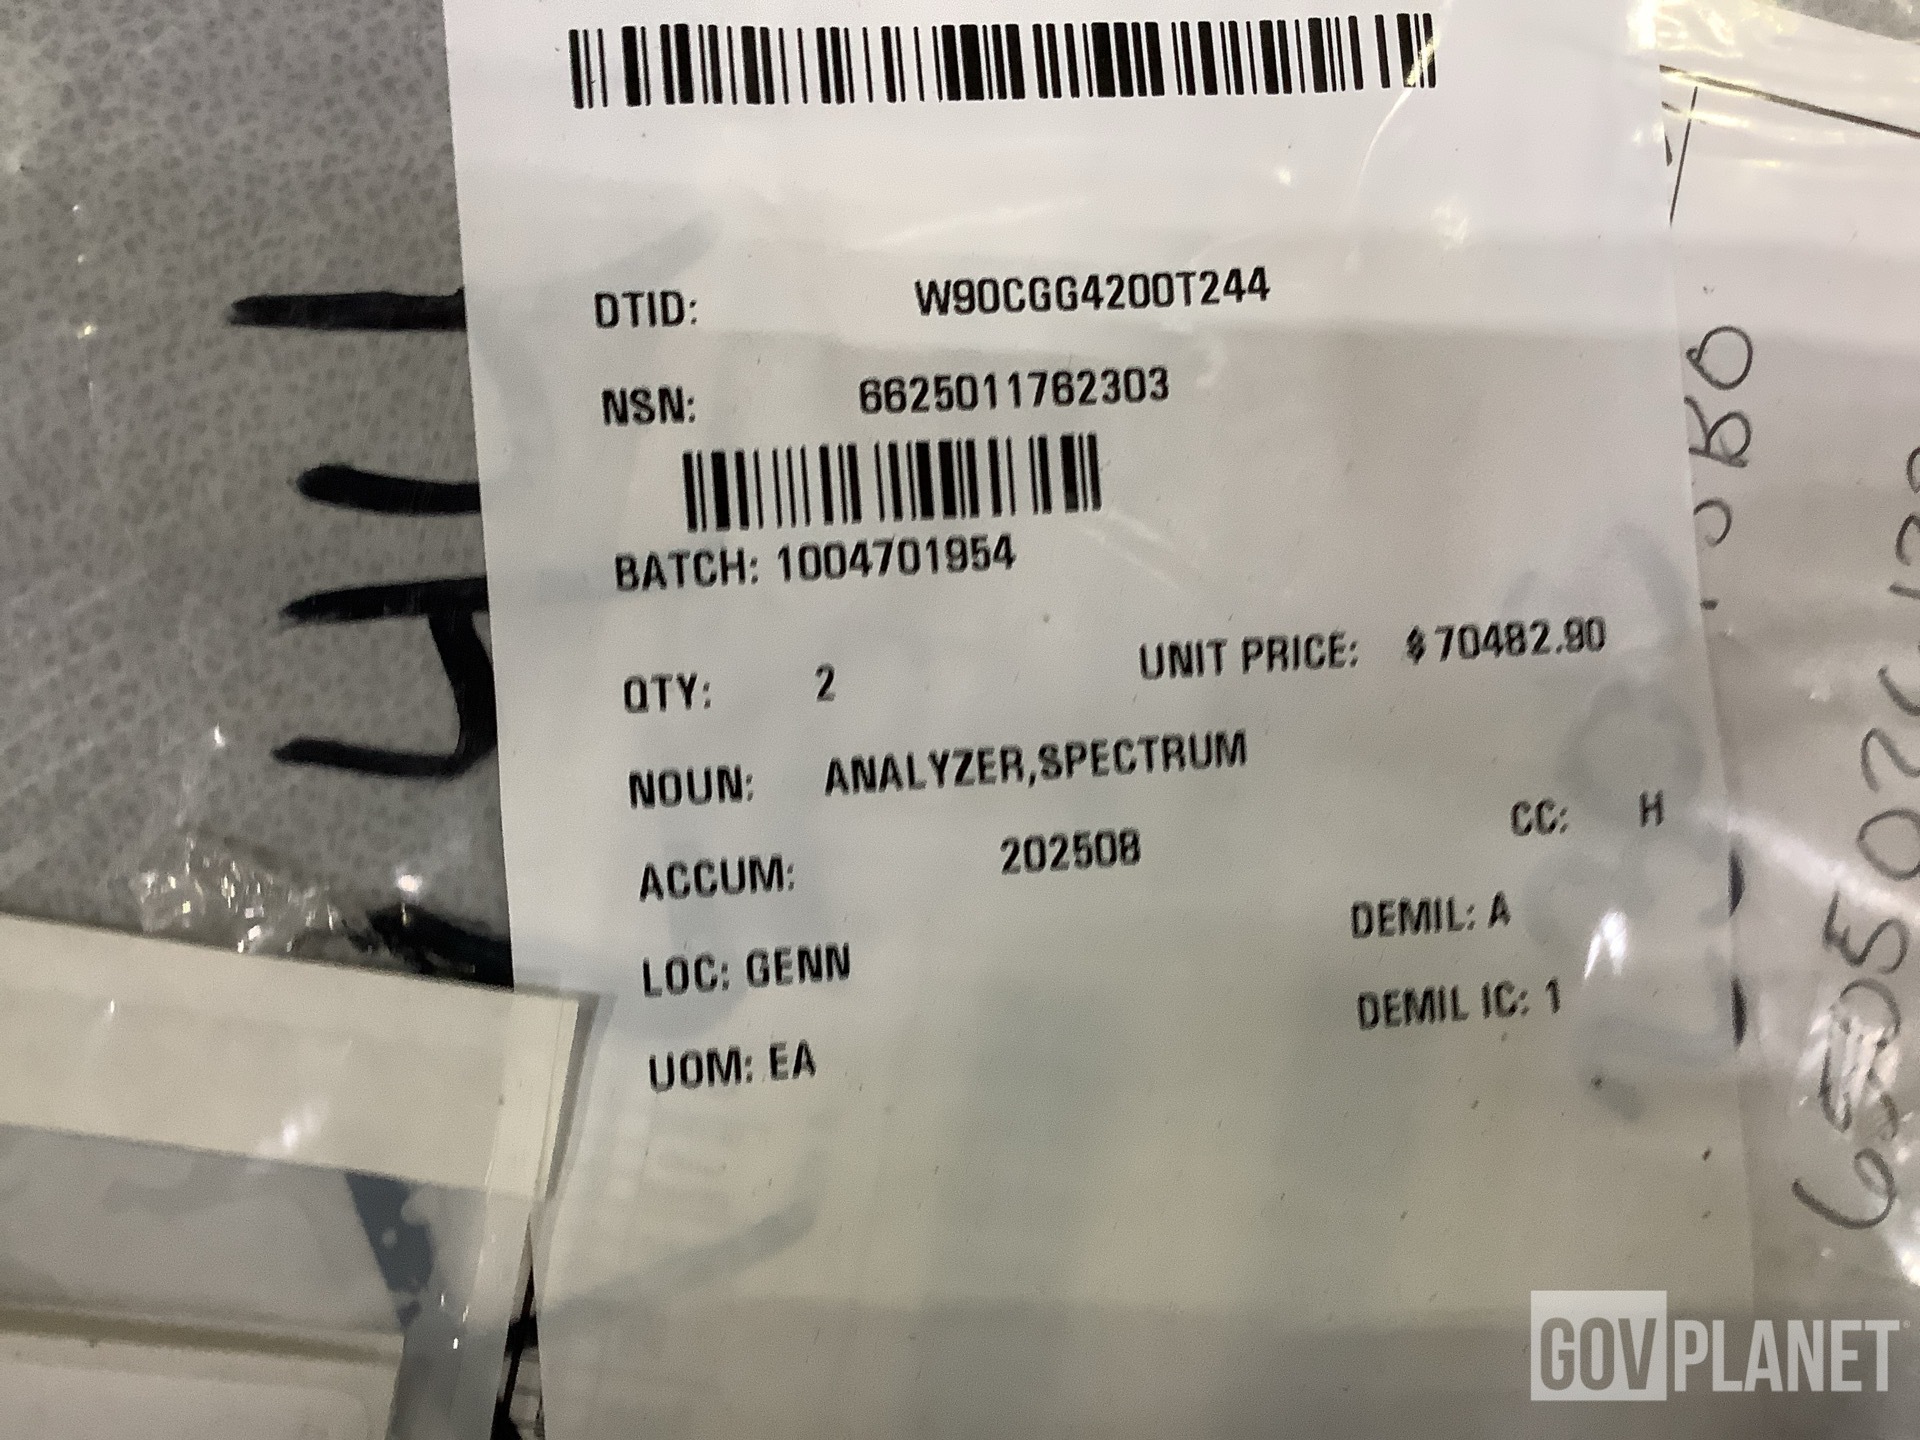 DTID: W90CGG4200T244
NSN: 6625011762303
BATCH: 1004701954
QTY: 2 UNIT PRICE: $ 70482.90
NOUN: ANALYZER,SPECTRUM
ACCUM: 202508 CC: H
LOC: GENN DEMIL: A
UOM: EA DEMIL IC: 1
GOVPLANET